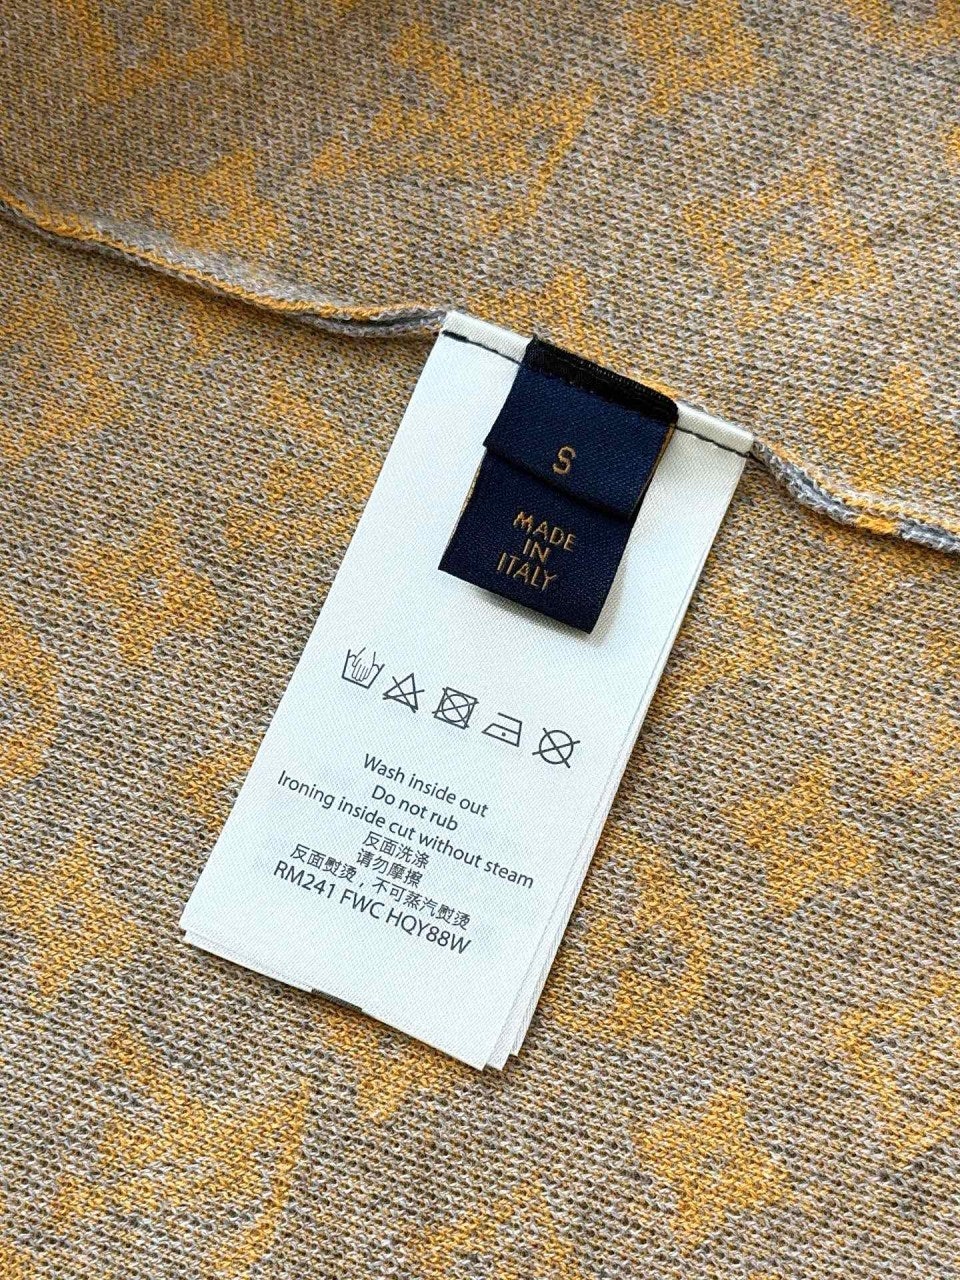 S
MADE
IN
ITALY
Wash inside out
Do not rub
Ironing inside cut without steam
反面洗涤
请勿摩擦
反面熨烫，不可蒸汽熨烫
RM241 FWC HQY88W